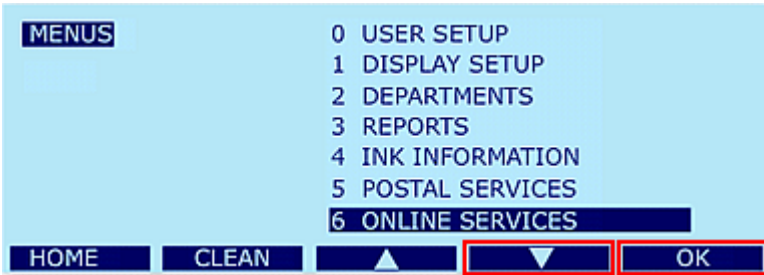 MENUS
0 USER SETUP
1 DISPLAY SETUP
2 DEPARTMENTS
3 REPORTS
4 INK INFORMATION
5 POSTAL SERVICES
6 ONLINE SERVICES
HOME CLEAN ▲ ▼ OK